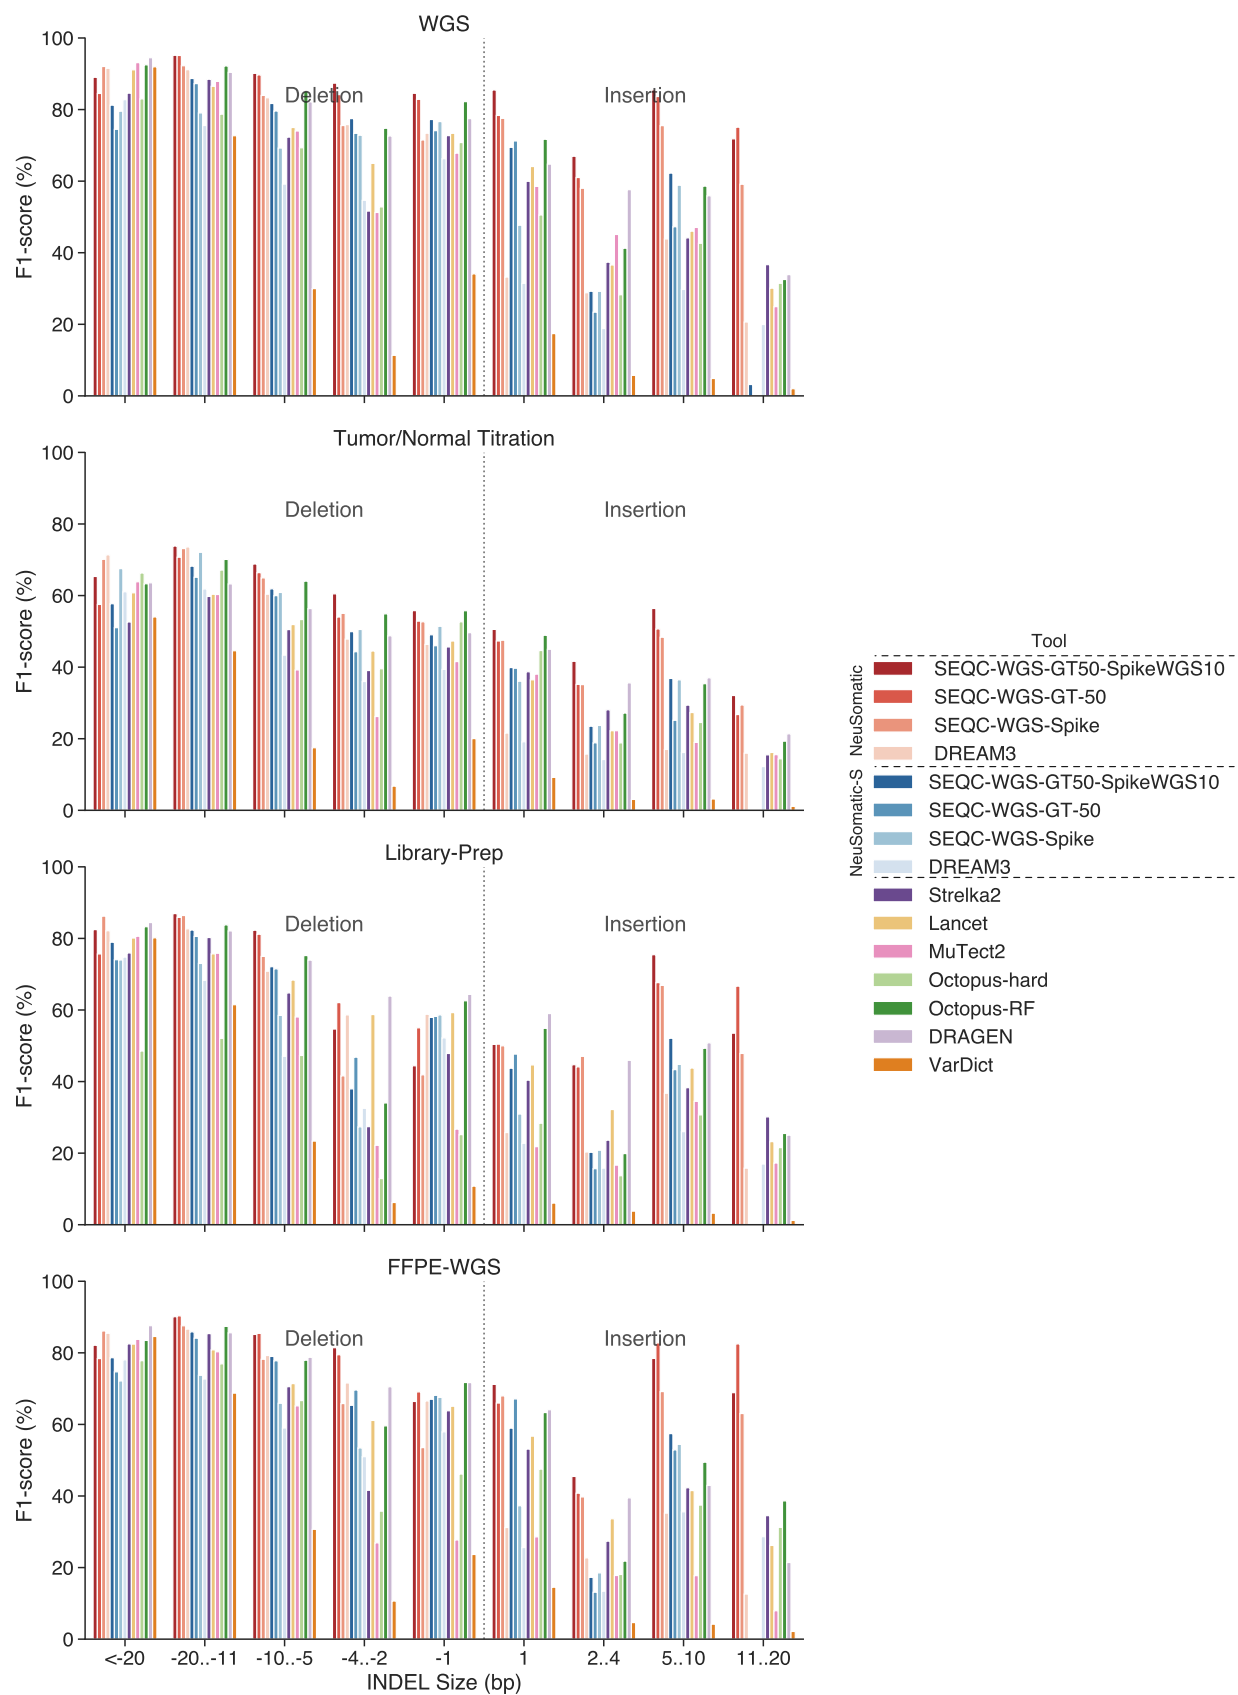 WGS
100
80
60
40
20
0
F1-score (%)
Deletion
Insertion
Tumor/Normal Titration
100
80
60
40
20
0
F1-score (%)
Deletion
Insertion
Library-Prep
100
80
60
40
20
0
F1-score (%)
Deletion
Insertion
FFPE-WGS
100
80
60
40
20
0
F1-score (%)
Deletion
Insertion
<-20 -20..-11 -10..-5 -4..-2 -1 1 2..4 5..10 11..20
INDEL Size (bp)
Tool
NeuSomatic
SEQC-WGS-GT50-SpikeWGS10
SEQC-WGS-GT-50
SEQC-WGS-Spike
DREAM3
NeuSomatic-S
SEQC-WGS-GT50-SpikeWGS10
SEQC-WGS-GT-50
SEQC-WGS-Spike
DREAM3
Strelka2
Lancet
MuTect2
Octopus-hard
Octopus-RF
DRAGEN
VarDict